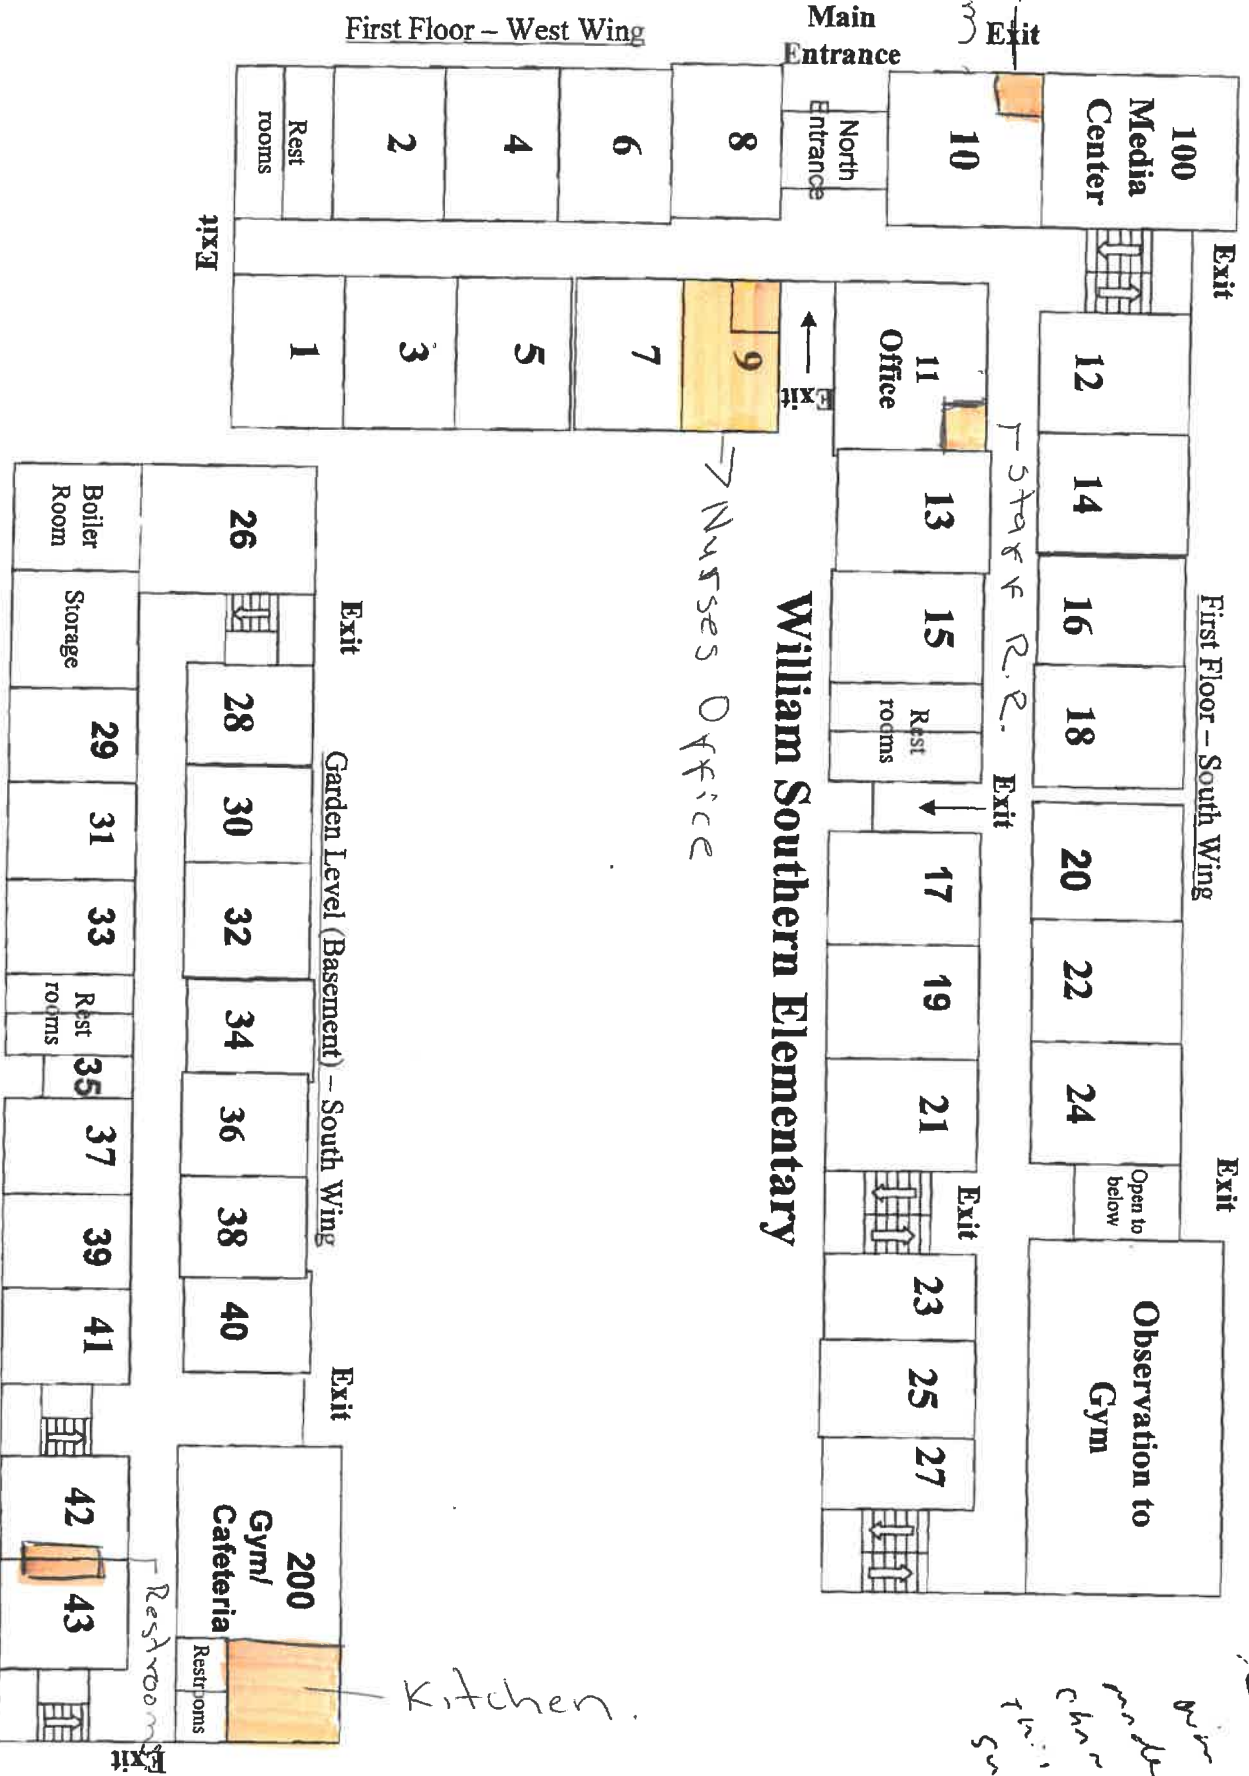 First Floor – West Wing
Main
Entrance
Exit
100
Media
Center
10
North
Entrance
8
6
4
2
Rest
rooms
Exit
Exit
1
3
5
7
9
Exit
11
Office
12
14
16
18
20
22
24
First Floor – South Wing
Exit
Open to
below
Observation to
Gym
Staff R.R.
13
15
Rest
rooms
Exit
17
19
21
Exit
23
25
27
William Southern Elementary
Nurses Office
Garden Level (Basement) – South Wing
Exit
26
28
30
32
34
36
38
40
Exit
200
Gym/
Cafeteria
Restrooms
Kitchen.
Boiler
Room
Storage
29
31
33
Rest
rooms
35
37
39
41
42
43
Restrooms
Exit